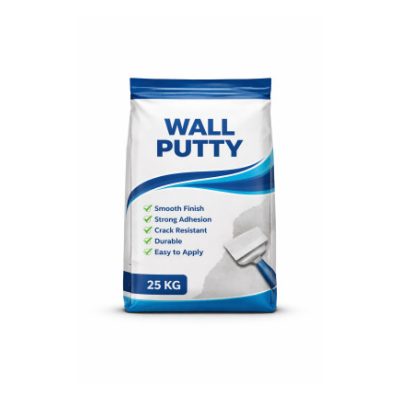 WALL
PUTTY
Smooth Finish
Strong Adhesion
Crack Resistant
Durable
Easy to Apply
25 KG